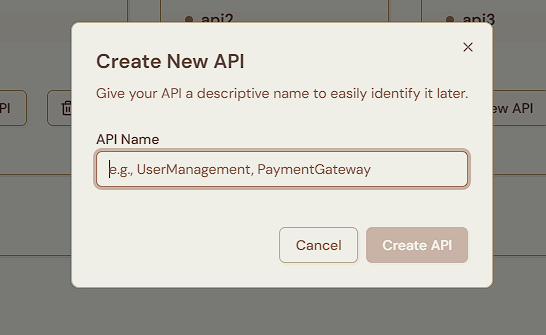 api2
api3
Create New API
Give your API a descriptive name to easily identify it later.
API Name
e.g., UserManagement, PaymentGateway
PI
ew API
Cancel
Create API